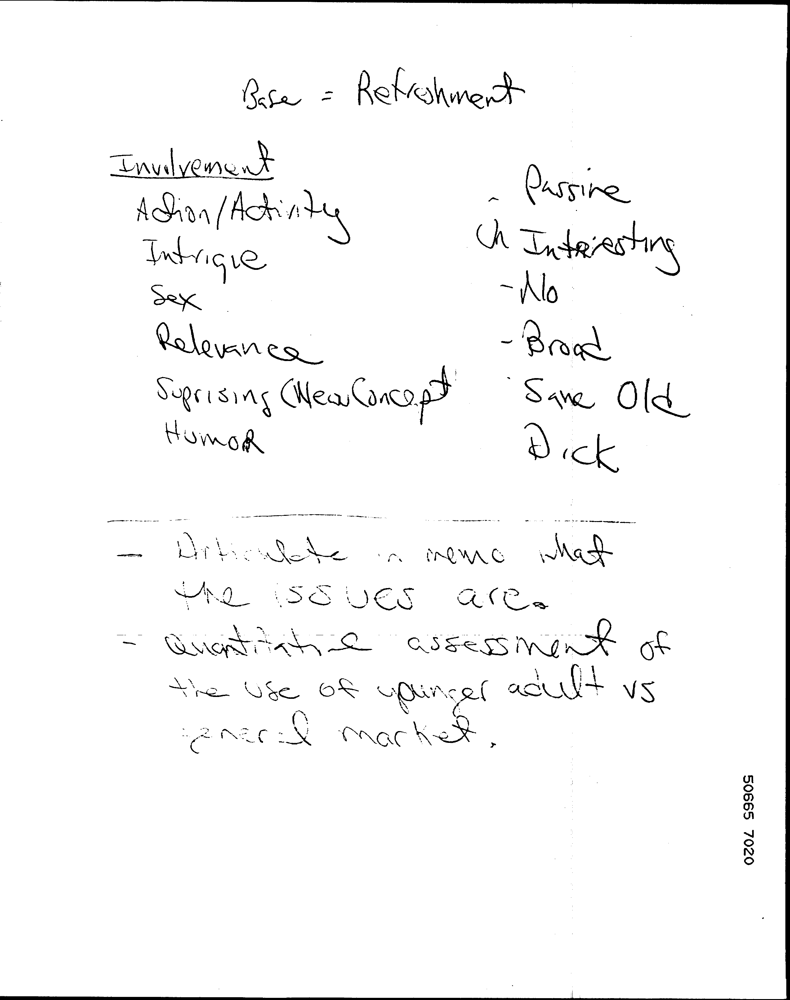 Base = Refreshment
Involvement
Action/Activity
Intrigue
Sex
Relevance
Suprising (New Concept
Humor
- Passive
Interesting
- No
- Broad
Same Old
Dick
- Articulate in memo what
the issues are.
- quantitative assessment of
the use of younger adult vs
general market.
50665 7020